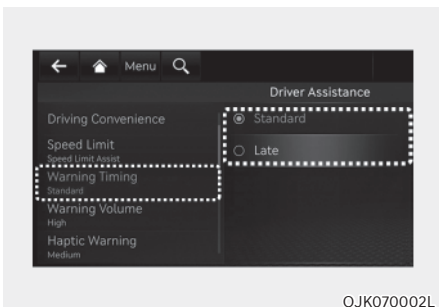 Menu
Driver Assistance
Driving Convenience
Speed Limit
Speed Limit Assist
Warning Timing
Standard
Warning Volume
High
Haptic Warning
Medium
Standard
Late
OJK070002L